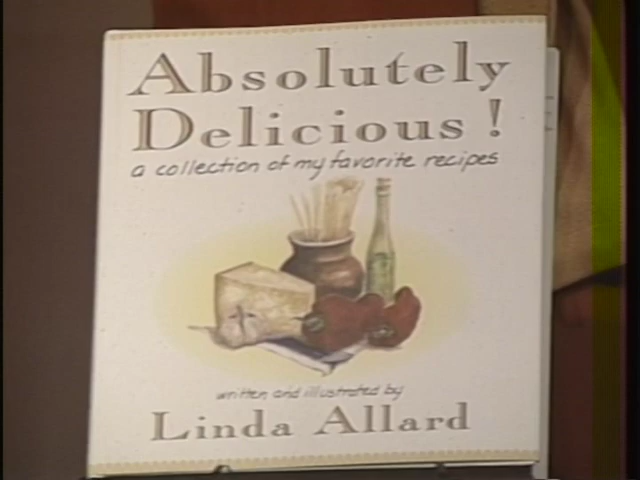 Absolutely
Delicious!
a collection of my favorite recipes
written and illustrated by
Linda Allard